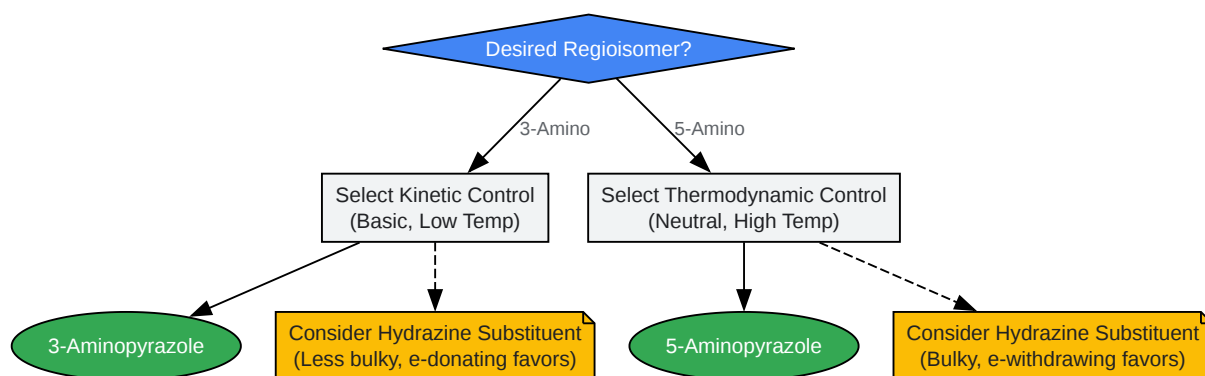 Desired Regioisomer?
3-Amino
5-Amino
Select Kinetic Control
(Basic, Low Temp)
Select Thermodynamic Control
(Neutral, High Temp)
3-Aminopyrazole
Consider Hydrazine Substituent
(Less bulky, e-donating favors)
5-Aminopyrazole
Consider Hydrazine Substituent
(Bulky, e-withdrawing favors)